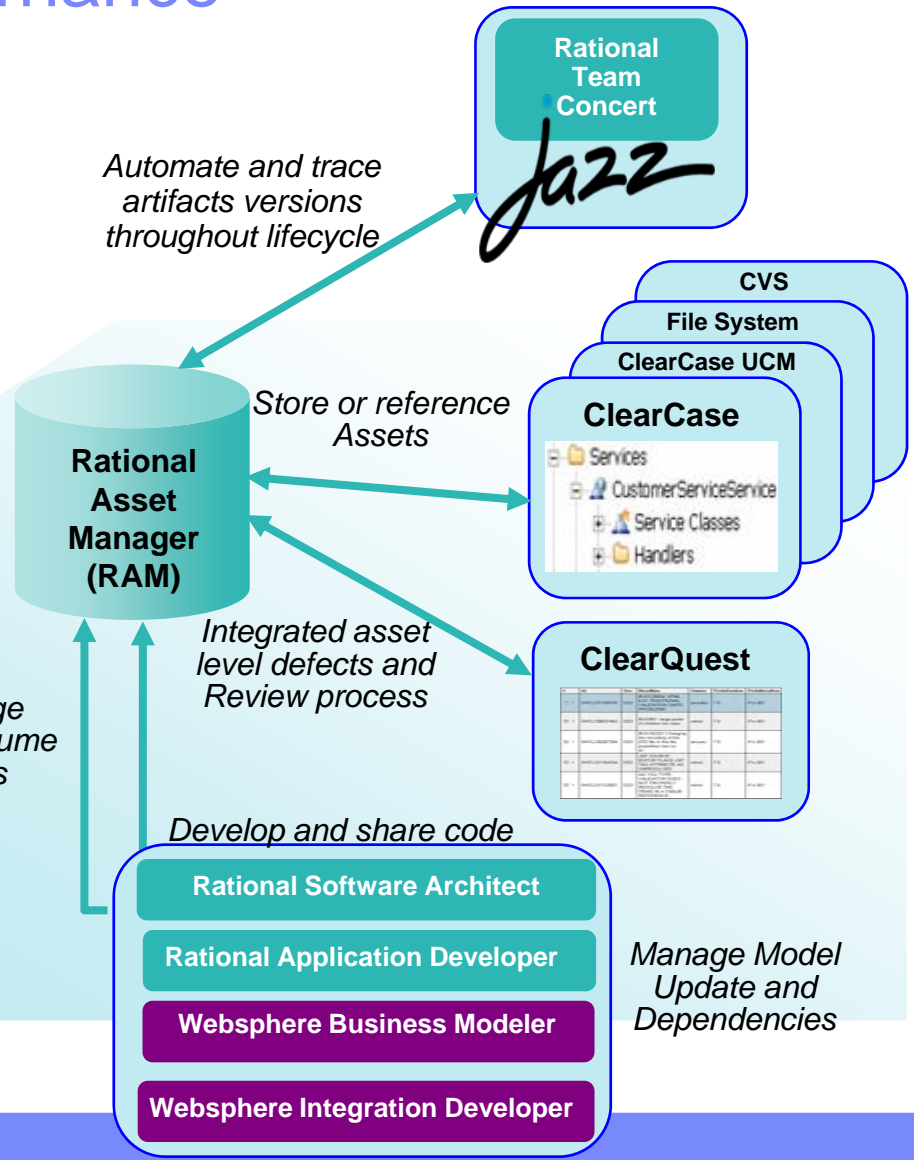 Rational
Team
Concert
jazz
Automate and trace
artifacts versions
throughout lifecycle
CVS
File System
ClearCase UCM
ClearCase
Services
CustomerServiceService
Service Classes
Handlers
Store or reference
Assets
Rational
Asset
Manager
(RAM)
Integrated asset
level defects and
Review process
ClearQuest
Develop and share code
Rational Software Architect
Rational Application Developer
Websphere Business Modeler
Websphere Integration Developer
Manage Model
Update and
Dependencies